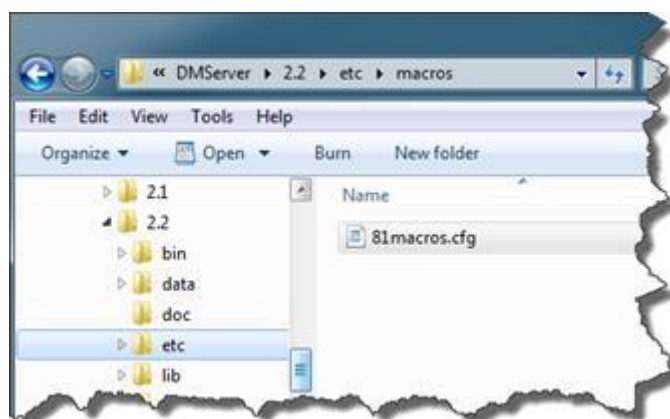 « DMServer ▸ 2.2 ▸ etc ▸ macros
File Edit View Tools Help
Organize Open Burn New folder
2.1
2.2
bin
data
doc
etc
lib
Name
81macros.cfg